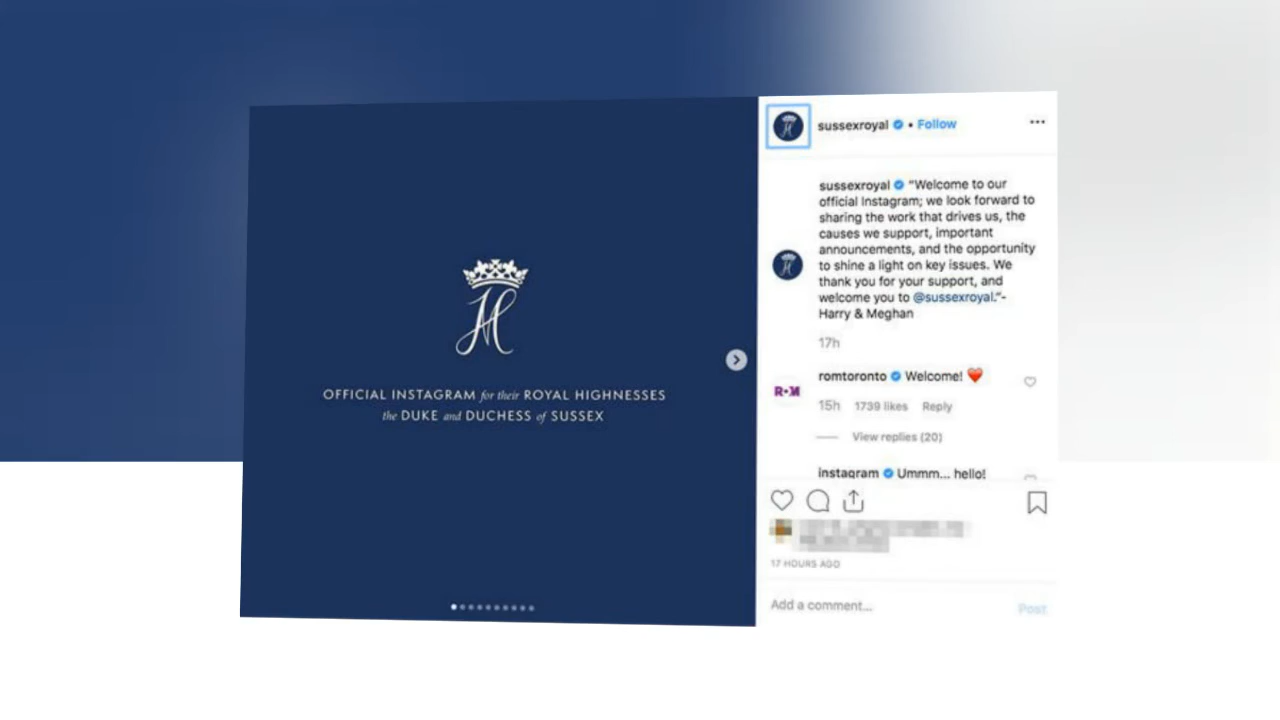 OFFICIAL INSTAGRAM for their ROYAL HIGHNESSES
the DUKE and DUCHESS of SUSSEX
sussexroyal • Follow
sussexroyal "Welcome to our
official Instagram; we look forward to
sharing the work that drives us, the
causes we support, important
announcements, and the opportunity
to shine a light on key issues. We
thank you for your support, and
welcome you to @sussexroyal."-
Harry & Meghan
17h
ROM
romtoronto Welcome! ❤️
15h 1739 likes Reply
View replies (20)
instagram Ummm... hello!
17 HOURS AGO
Add a comment... Post